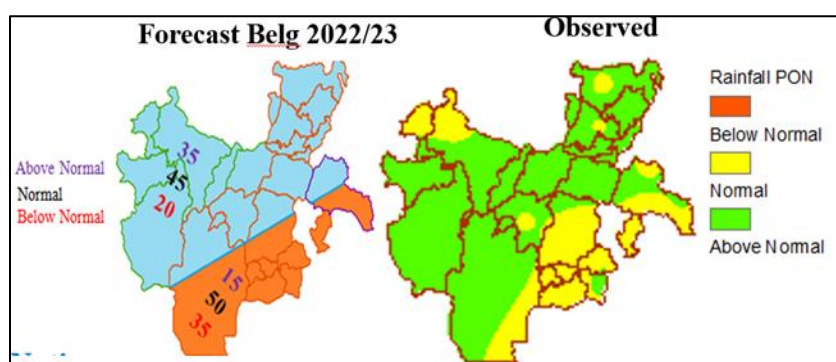 Forecast Belg 2022/23
Observed
Above Normal
Normal
Below Normal
35
45
20
15
50
35
Rainfall PON
Below Normal
Normal
Above Normal